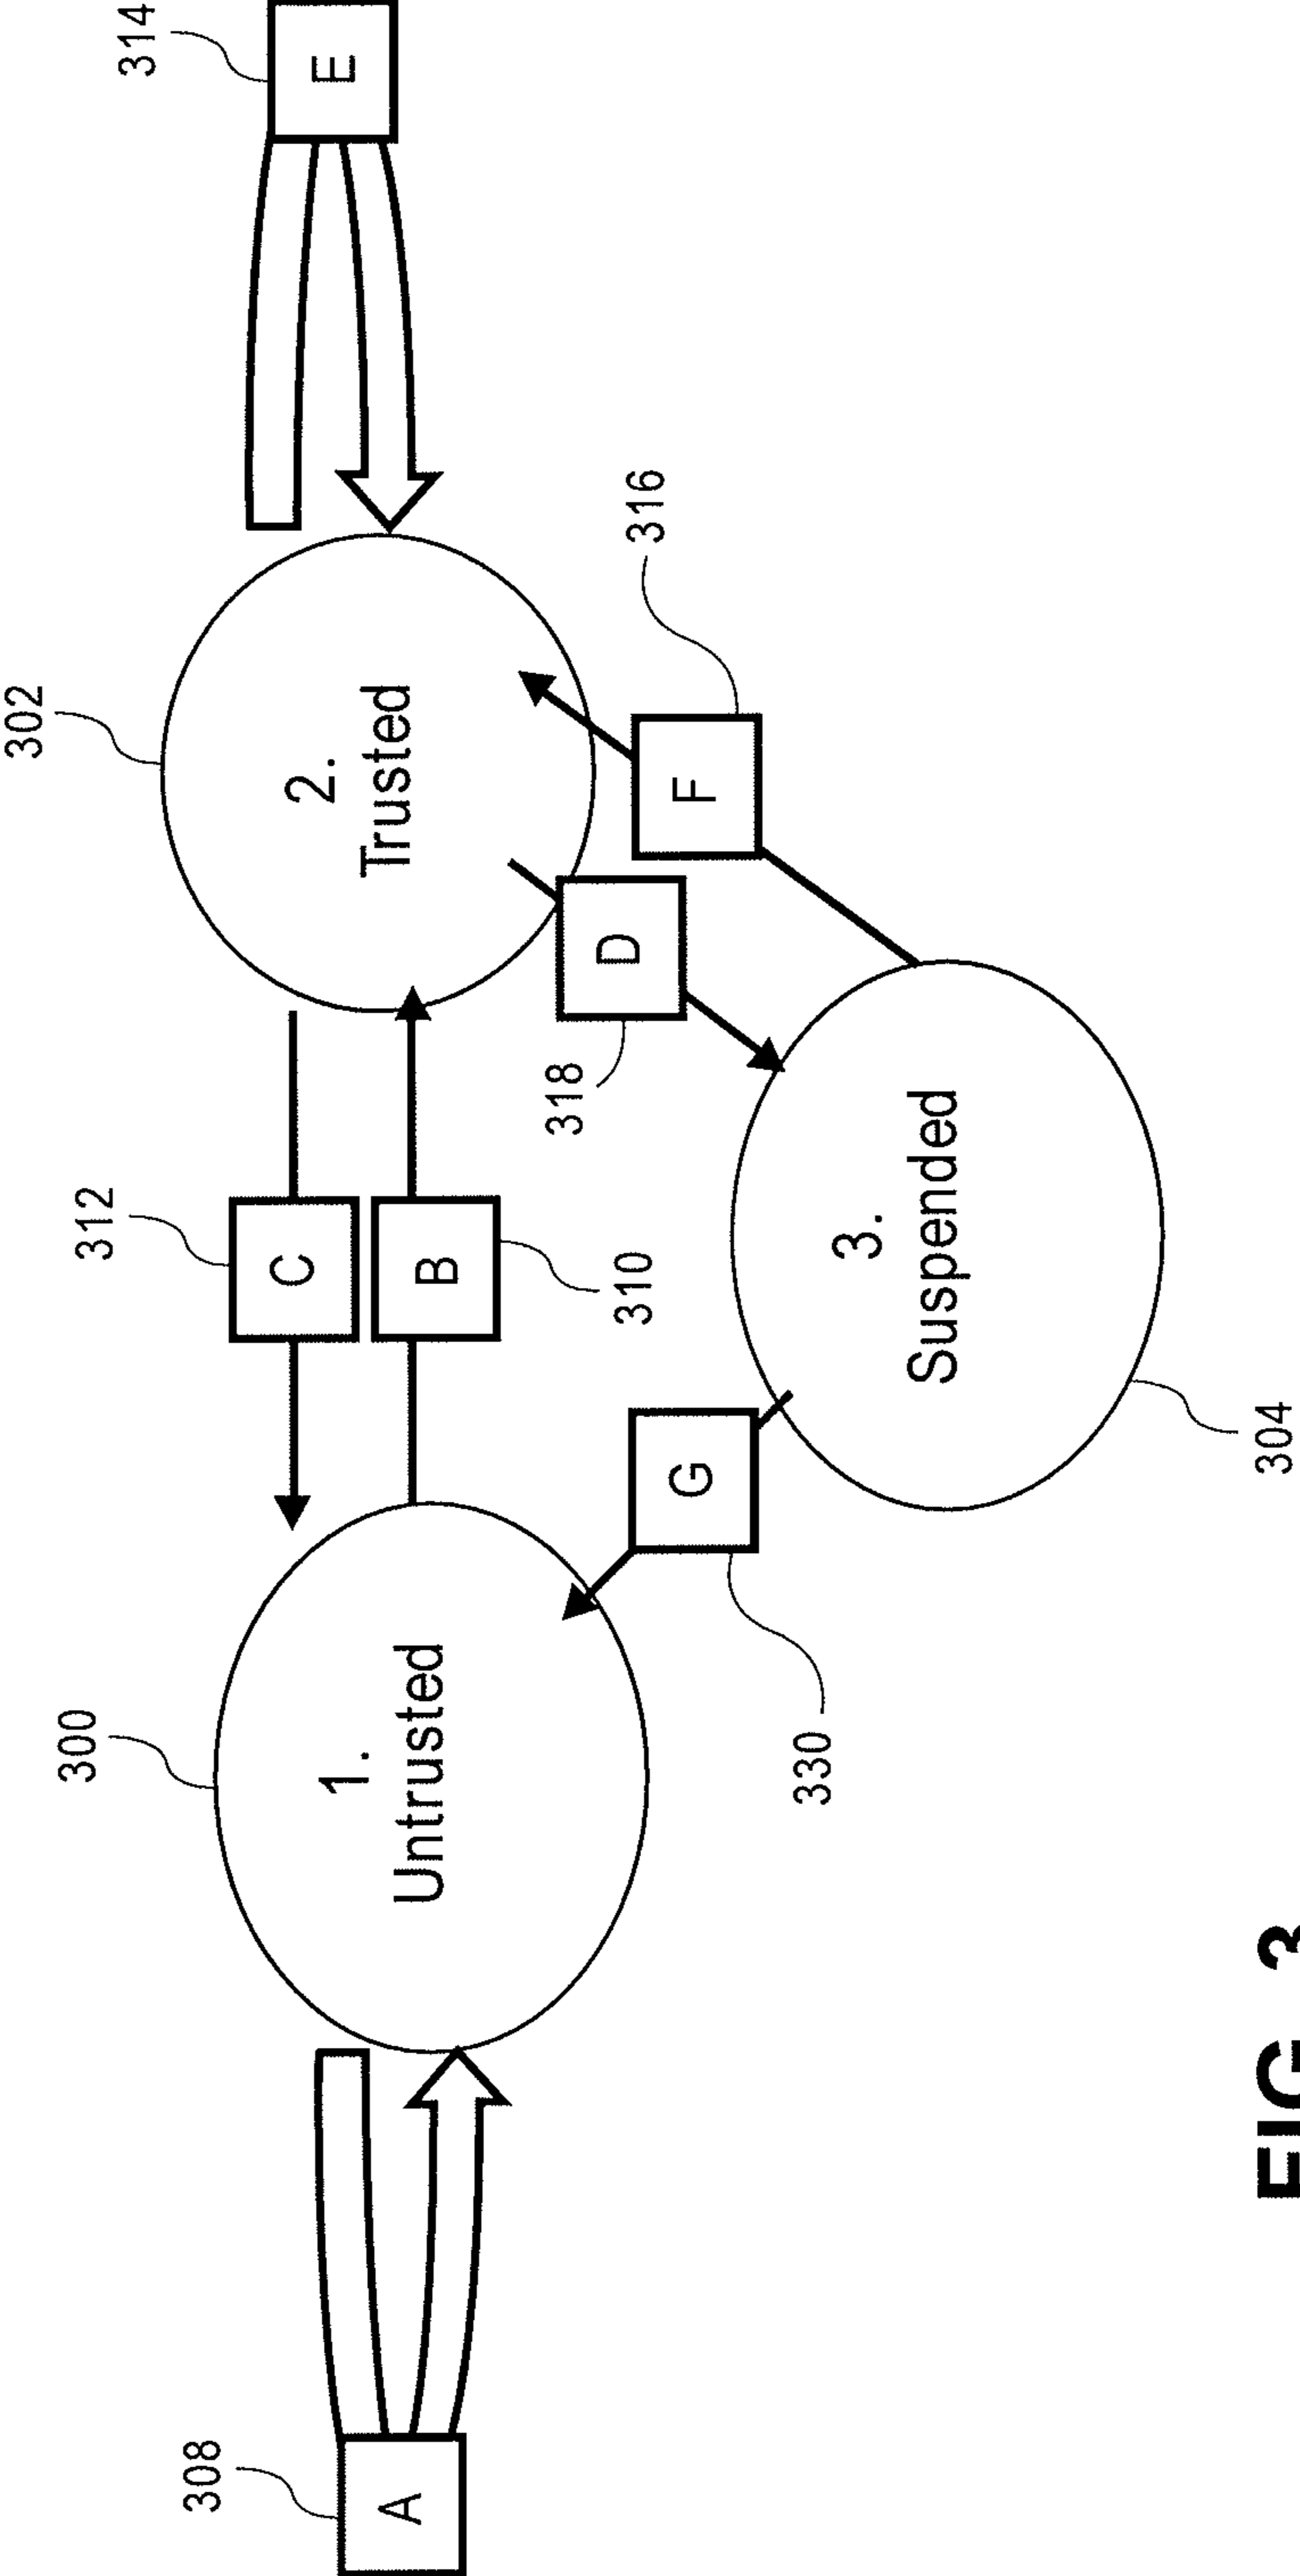 302
314
312
300
308
C
E
2.
Trusted
1.
Untrusted
A
B
310
318
D
316
F
G
330
3.
Suspended
304
FIG. 3